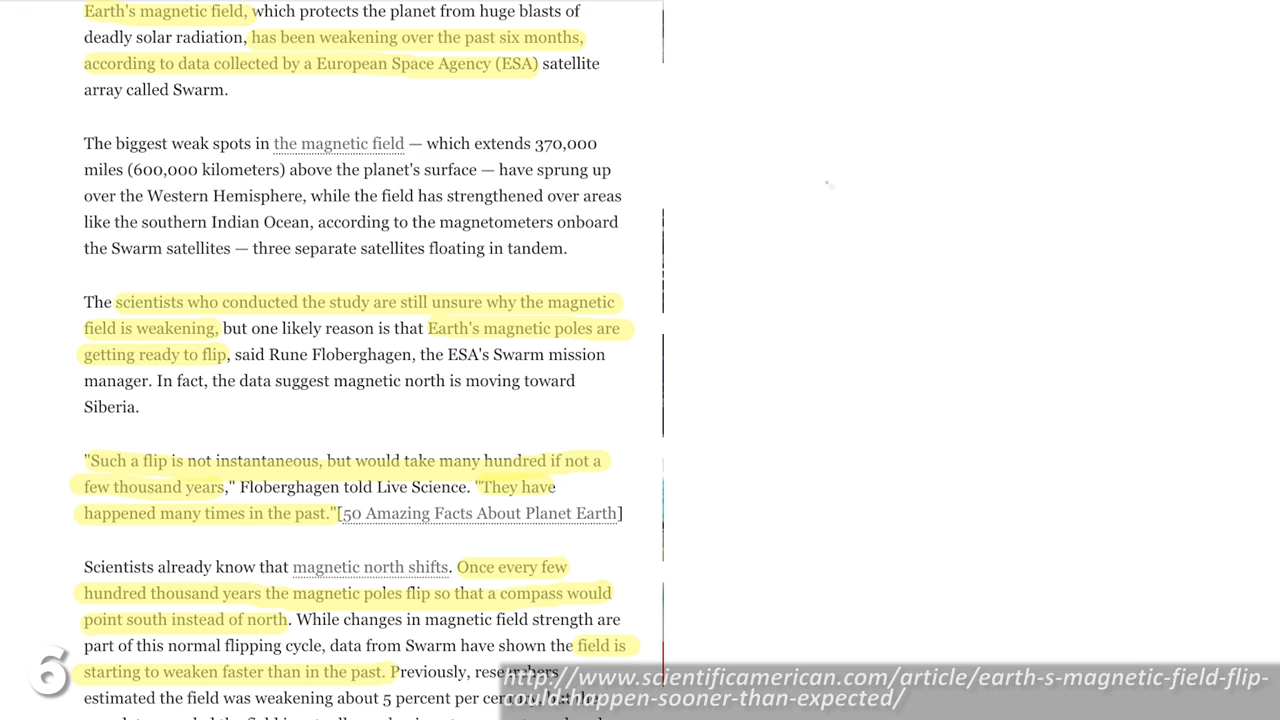 Earth's magnetic field, which protects the planet from huge blasts of
deadly solar radiation, has been weakening over the past six months,
according to data collected by a European Space Agency (ESA) satellite
array called Swarm.
The biggest weak spots in the magnetic field — which extends 370,000
miles (600,000 kilometers) above the planet's surface — have sprung up
over the Western Hemisphere, while the field has strengthened over areas
like the southern Indian Ocean, according to the magnetometers onboard
the Swarm satellites — three separate satellites floating in tandem.
The scientists who conducted the study are still unsure why the magnetic
field is weakening, but one likely reason is that Earth's magnetic poles are
getting ready to flip, said Rune Floberghagen, the ESA's Swarm mission
manager. In fact, the data suggest magnetic north is moving toward
Siberia.
"Such a flip is not instantaneous, but would take many hundred if not a
few thousand years," Floberghagen told Live Science. "They have
happened many times in the past."[50 Amazing Facts About Planet Earth]
Scientists already know that magnetic north shifts. Once every few
hundred thousand years the magnetic poles flip so that a compass would
point south instead of north. While changes in magnetic field strength are
part of this normal flipping cycle, data from Swarm have shown the field is
starting to weaken faster than in the past. Previously, researchers
estimated the field was weakening about 5 percent per century, but the
6
http://www.scientificamerican.com/article/earth-s-magnetic-field-flip-
could-happen-sooner-than-expected/